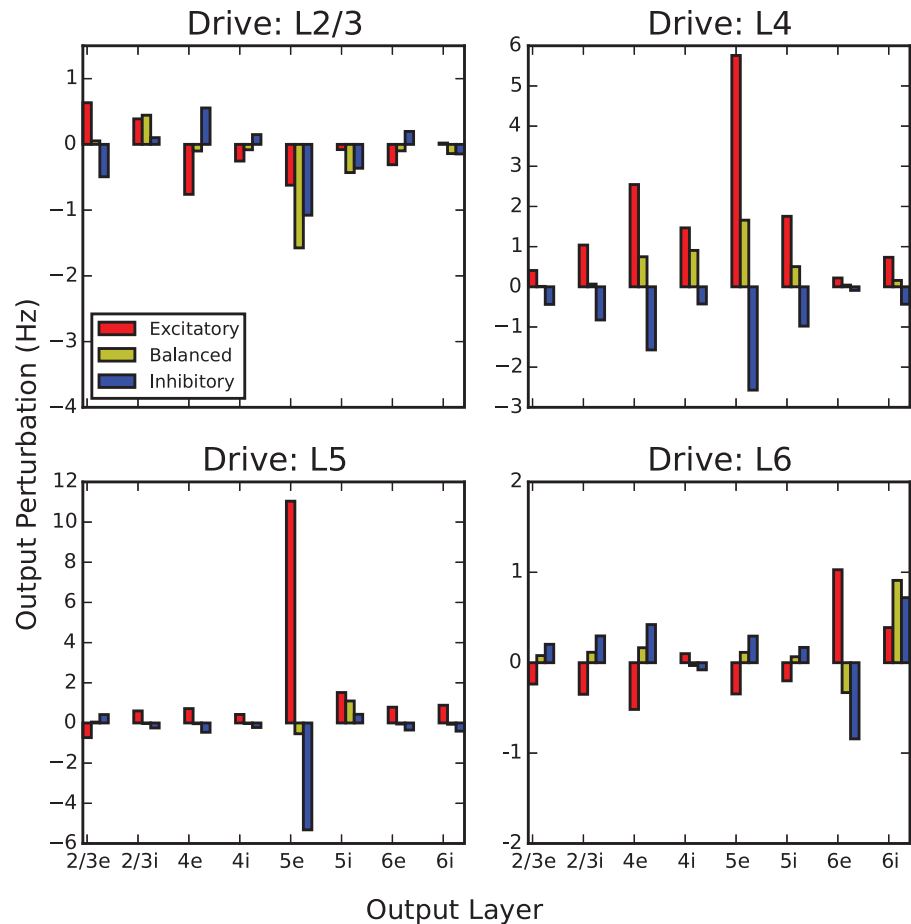 Drive: L2/3
Drive: L4
1
0
−1
−2
−3
−4
Excitatory
Balanced
Inhibitory
6
5
4
3
2
1
0
−1
−2
−3
Output Perturbation (Hz)
Drive: L5
Drive: L6
12
10
8
6
4
2
0
−2
−4
−6
2
1
0
-1
-2
2/3e 2/3i 4e 4i 5e 5i 6e 6i
2/3e 2/3i 4e 4i 5e 5i 6e 6i
Output Layer